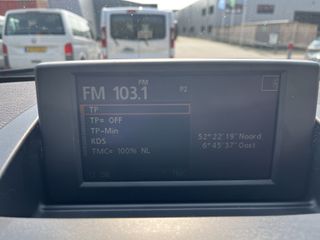 FM
FM 103.1
P2
TP
TP= OFF
TP-Min
RDS
TMC= 100% NL
52° 22' 19" Noord
6° 45' 37" Oost